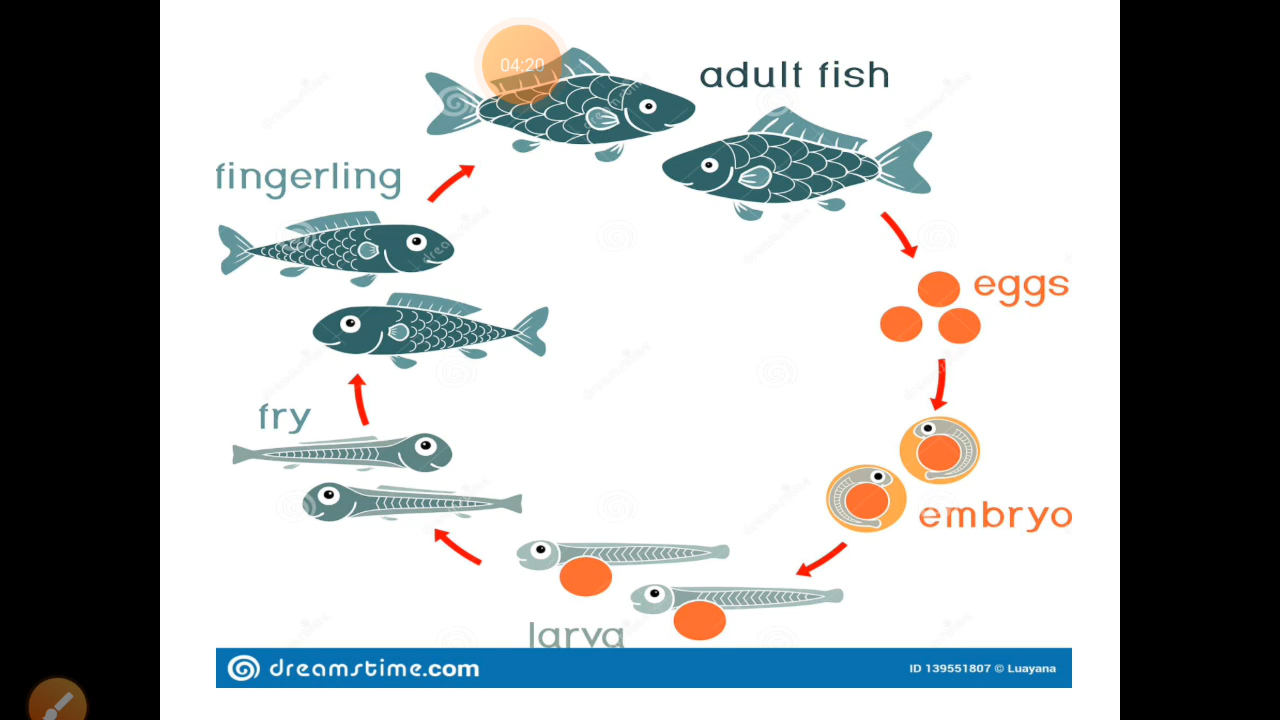 04:20
adult fish
fingerling
eggs
fry
embryo
larva
dreamstime.com
ID 139551807 © Luayana